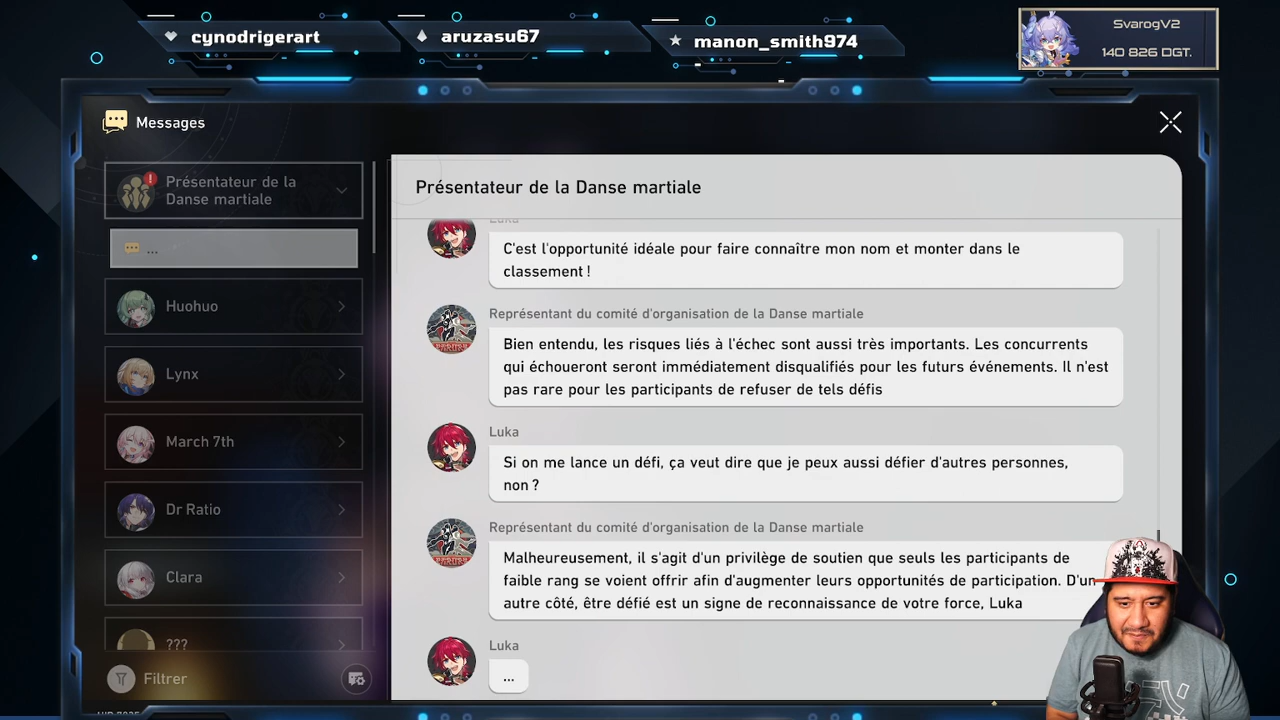 cynodrigerart
aruzasu67
manon_smith974
SvarogV2
140 826 DGT.
Messages
Présentateur de la
Danse martiale
...
Huohuo
Lynx
March 7th
Dr Ratio
Clara
???
Filtrer
Présentateur de la Danse martiale
Luka
C'est l'opportunité idéale pour faire connaître mon nom et monter dans le
classement !
Représentant du comité d'organisation de la Danse martiale
Bien entendu, les risques liés à l'échec sont aussi très importants. Les concurrents
qui échoueront seront immédiatement disqualifiés pour les futurs événements. Il n'est
pas rare pour les participants de refuser de tels défis
Luka
Si on me lance un défi, ça veut dire que je peux aussi défier d'autres personnes,
non ?
Représentant du comité d'organisation de la Danse martiale
Malheureusement, il s'agit d'un privilège de soutien que seuls les participants de
faible rang se voient offrir afin d'augmenter leurs opportunités de participation. D'un
autre côté, être défié est un signe de reconnaissance de votre force, Luka
Luka
...